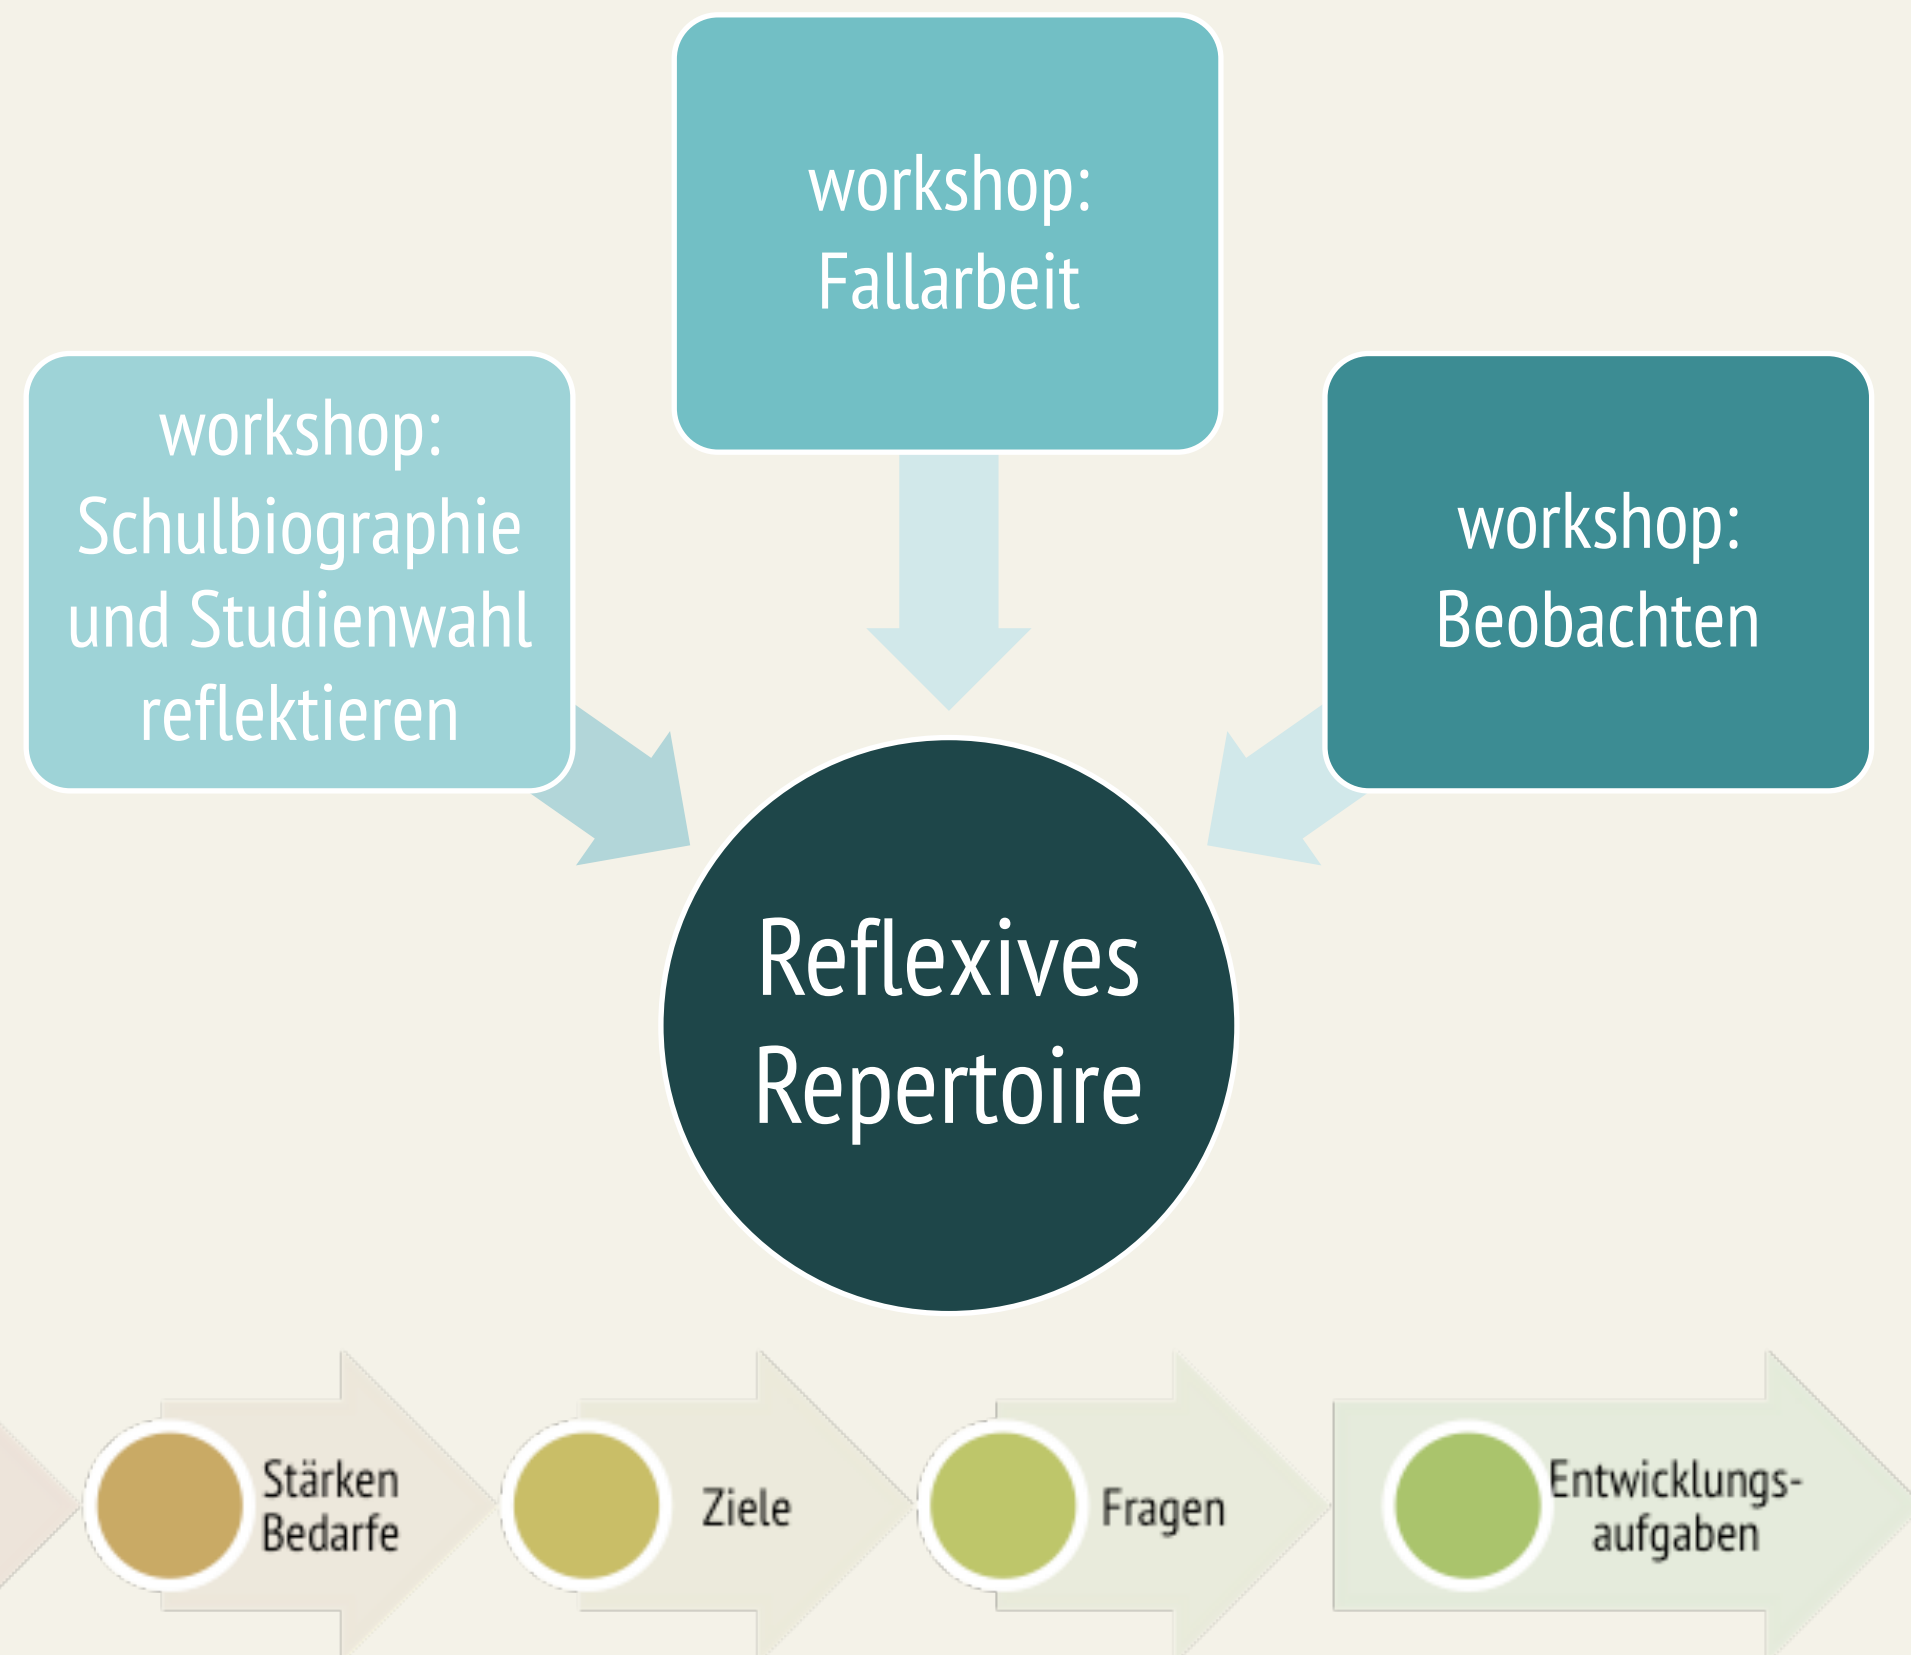 workshop:
Fallarbeit
workshop:
Schulbiographie
und Studienwahl
reflektieren
workshop:
Beobachten
Reflexives
Repertoire
Stärken
Bedarfe
Ziele
Fragen
Entwicklungs-
aufgaben